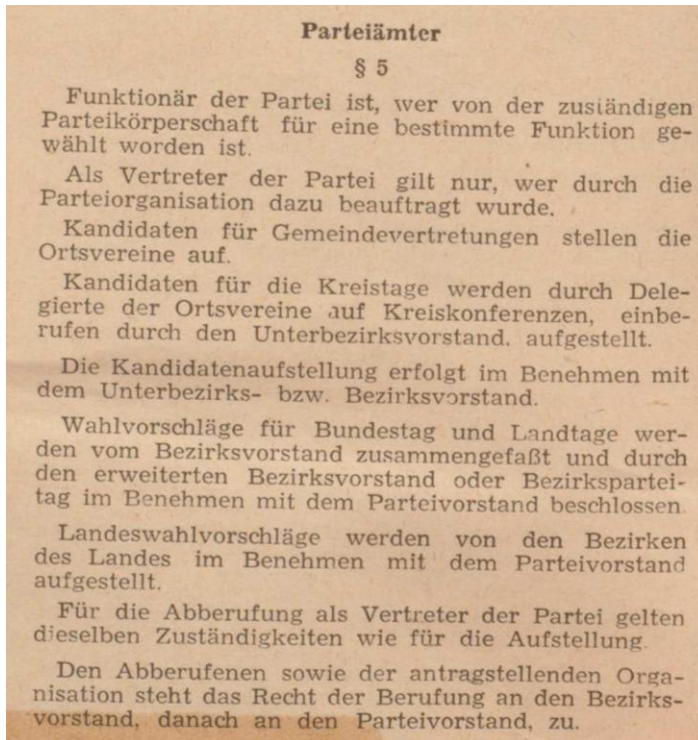 Parteiämter
§ 5
Funktionär der Partei ist, wer von der zuständigen
Parteikörperschaft für eine bestimmte Funktion ge-
wählt worden ist.
Als Vertreter der Partei gilt nur, wer durch die
Parteiorganisation dazu beauftragt wurde.
Kandidaten für Gemeindevertretungen stellen die
Ortsvereine auf.
Kandidaten für die Kreistage werden durch Dele-
gierte der Ortsvereine auf Kreiskonferenzen, einbe-
rufen durch den Unterbezirksvorstand, aufgestellt.
Die Kandidatenaufstellung erfolgt im Benehmen mit
dem Unterbezirks- bzw. Bezirksvorstand.
Wahlvorschläge für Bundestag und Landtage wer-
den vom Bezirksvorstand zusammengefaßt und durch
den erweiterten Bezirksvorstand oder Bezirkspartei-
tag im Benehmen mit dem Parteivorstand beschlossen.
Landeswahlvorschläge werden von den Bezirken
des Landes im Benehmen mit dem Parteivorstand
aufgestellt.
Für die Abberufung als Vertreter der Partei gelten
dieselben Zuständigkeiten wie für die Aufstellung.
Den Abberufenen sowie der antragstellenden Orga-
nisation steht das Recht der Berufung an den Bezirks-
vorstand, danach an den Parteivorstand, zu.